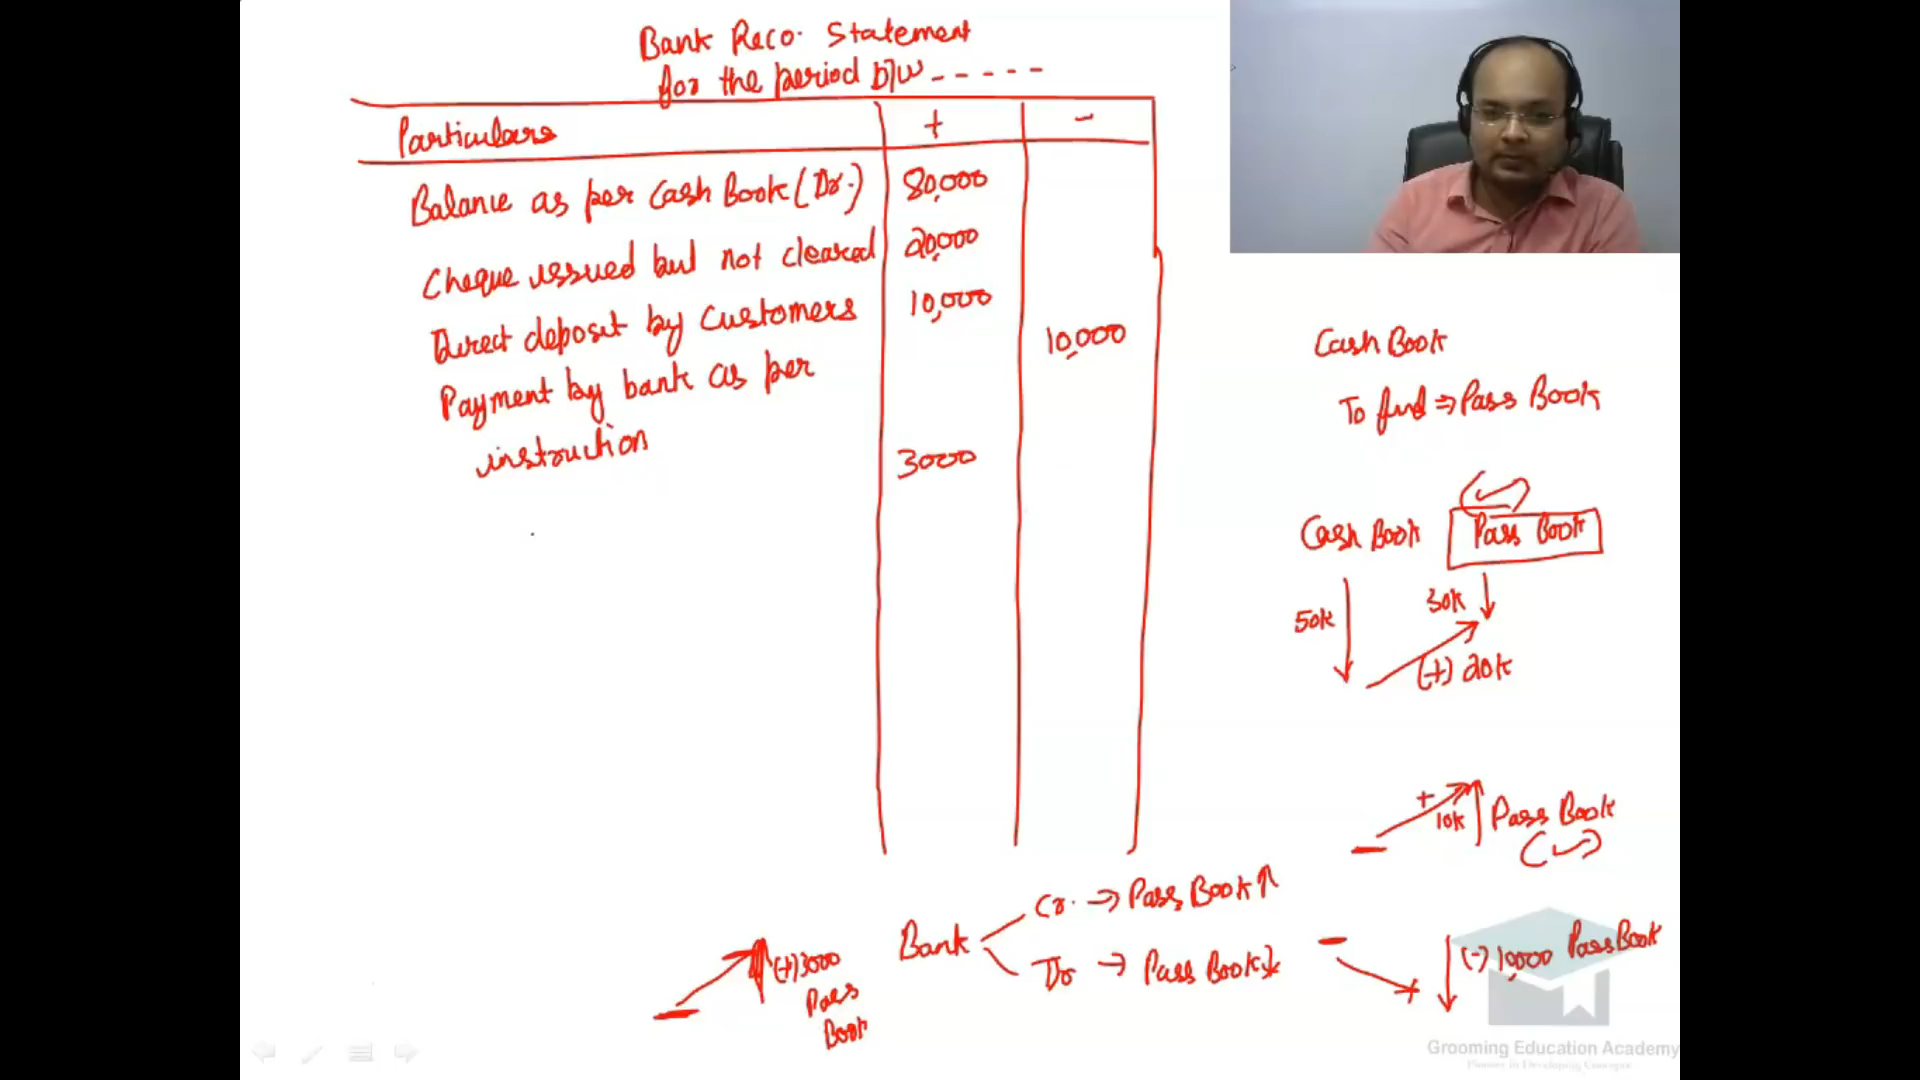 Bank Reco. Statement
for the period b/w -----
Particulars + -
Balance as per Cash Book (Dr.) 80,000
Cheque issued but not cleared 20,000
Direct deposit by customers 10,000
Payment by bank as per 10,000
instruction
3000
Cash Book
To find ⇒ Pass Book
Cash Book Pass Book
50k 30k
(+) 20k
+ 10k Pass Book
Bank
Cr. → Pass Book ↑
Dr → Pass Book ↓
(+) 3000
Pass
Book
(-) 10,000 Pass Book
Grooming Education Academy